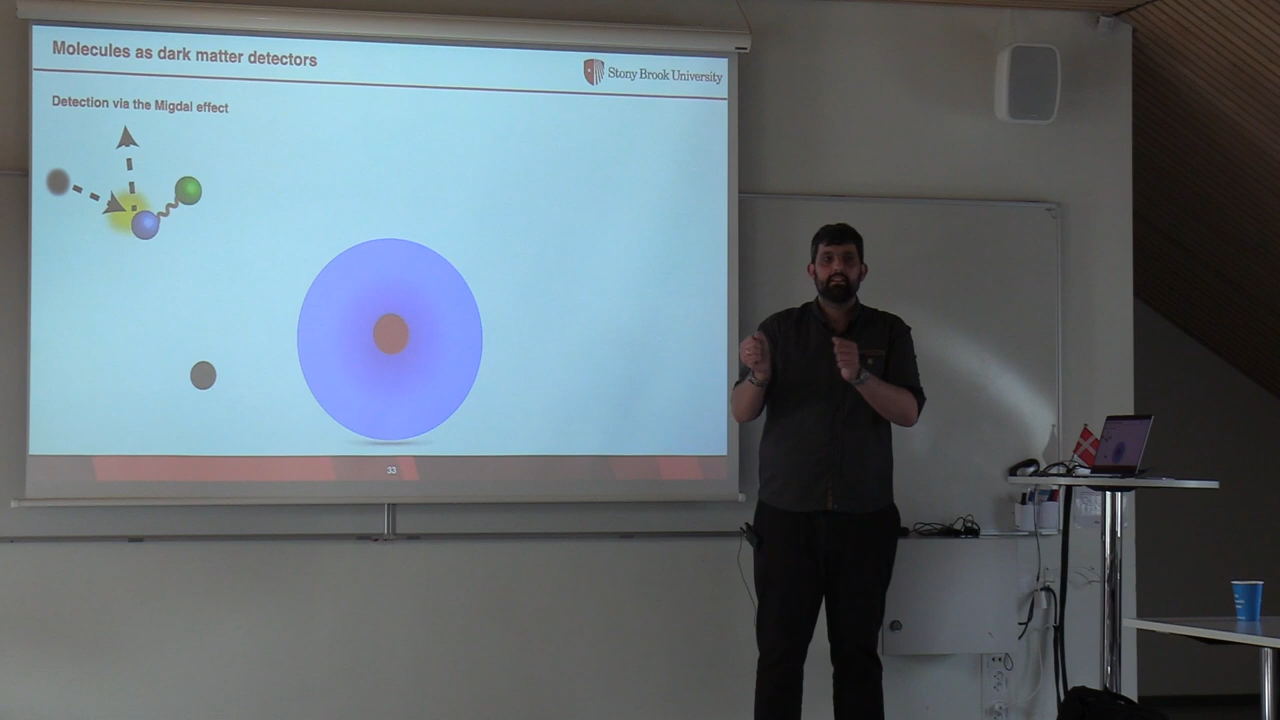 Molecules as dark matter detectors
Stony Brook University
Detection via the Migdal effect
33